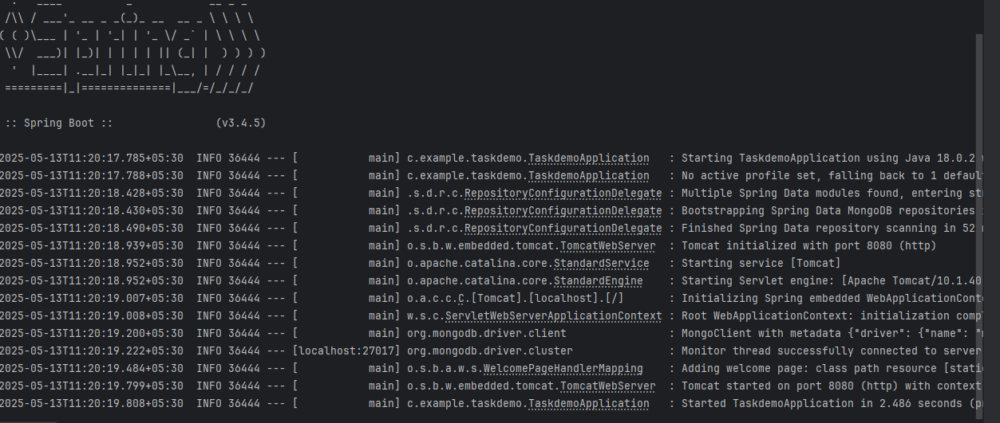 .   ____          _            __ _ _
 /\\ / ___'_ __ _ _(_)_ __  __ _ \ \ \ \
( ( )\___ | '_ | '_| | '_ \/ _` | \ \ \ \
 \\/  ___)| |_)| | | | | || (_| |  ) ) ) )
  '  |____| .__|_| |_|_| |_\__, | / / / /
 =========|_|==============|___/=/_/_/_/
 :: Spring Boot ::                (v3.4.5)
2025-05-13T11:20:17.785+05:30  INFO 36444 --- [           main] c.example.taskdemo.TaskdemoApplication   : Starting TaskdemoApplication using Java 18.0.2
2025-05-13T11:20:17.788+05:30  INFO 36444 --- [           main] c.example.taskdemo.TaskdemoApplication   : No active profile set, falling back to 1 defaul
2025-05-13T11:20:18.428+05:30  INFO 36444 --- [           main] .s.d.r.c.RepositoryConfigurationDelegate : Multiple Spring Data modules found, entering st
2025-05-13T11:20:18.430+05:30  INFO 36444 --- [           main] .s.d.r.c.RepositoryConfigurationDelegate : Bootstrapping Spring Data MongoDB repositories
2025-05-13T11:20:18.490+05:30  INFO 36444 --- [           main] .s.d.r.c.RepositoryConfigurationDelegate : Finished Spring Data repository scanning in 52
2025-05-13T11:20:18.939+05:30  INFO 36444 --- [           main] o.s.b.w.embedded.tomcat.TomcatWebServer  : Tomcat initialized with port 8080 (http)
2025-05-13T11:20:18.952+05:30  INFO 36444 --- [           main] o.apache.catalina.core.StandardService   : Starting service [Tomcat]
2025-05-13T11:20:18.952+05:30  INFO 36444 --- [           main] o.apache.catalina.core.StandardEngine    : Starting Servlet engine: [Apache Tomcat/10.1.40
2025-05-13T11:20:19.007+05:30  INFO 36444 --- [           main] o.a.c.c.C.[Tomcat].[localhost].[/]       : Initializing Spring embedded WebApplicationCont
2025-05-13T11:20:19.008+05:30  INFO 36444 --- [           main] w.s.c.ServletWebServerApplicationContext : Root WebApplicationContext: initialization comp
2025-05-13T11:20:19.200+05:30  INFO 36444 --- [           main] org.mongodb.driver.client                : MongoClient with metadata {"driver": {"name": "
2025-05-13T11:20:19.222+05:30  INFO 36444 --- [localhost:27017] org.mongodb.driver.cluster               : Monitor thread successfully connected to server
2025-05-13T11:20:19.484+05:30  INFO 36444 --- [           main] o.s.b.a.w.s.WelcomePageHandlerMapping    : Adding welcome page: class path resource [stati
2025-05-13T11:20:19.799+05:30  INFO 36444 --- [           main] o.s.b.w.embedded.tomcat.TomcatWebServer  : Tomcat started on port 8080 (http) with context
2025-05-13T11:20:19.808+05:30  INFO 36444 --- [           main] c.example.taskdemo.TaskdemoApplication   : Started TaskdemoApplication in 2.486 seconds (p